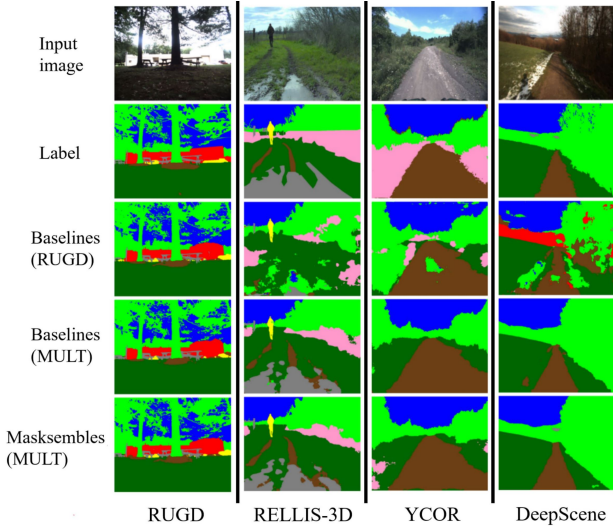 Input
image
Label
Baselines
(RUGD)
Baselines
(MULT)
Masksembles
(MULT)
RUGD RELLIS-3D YCOR DeepScene